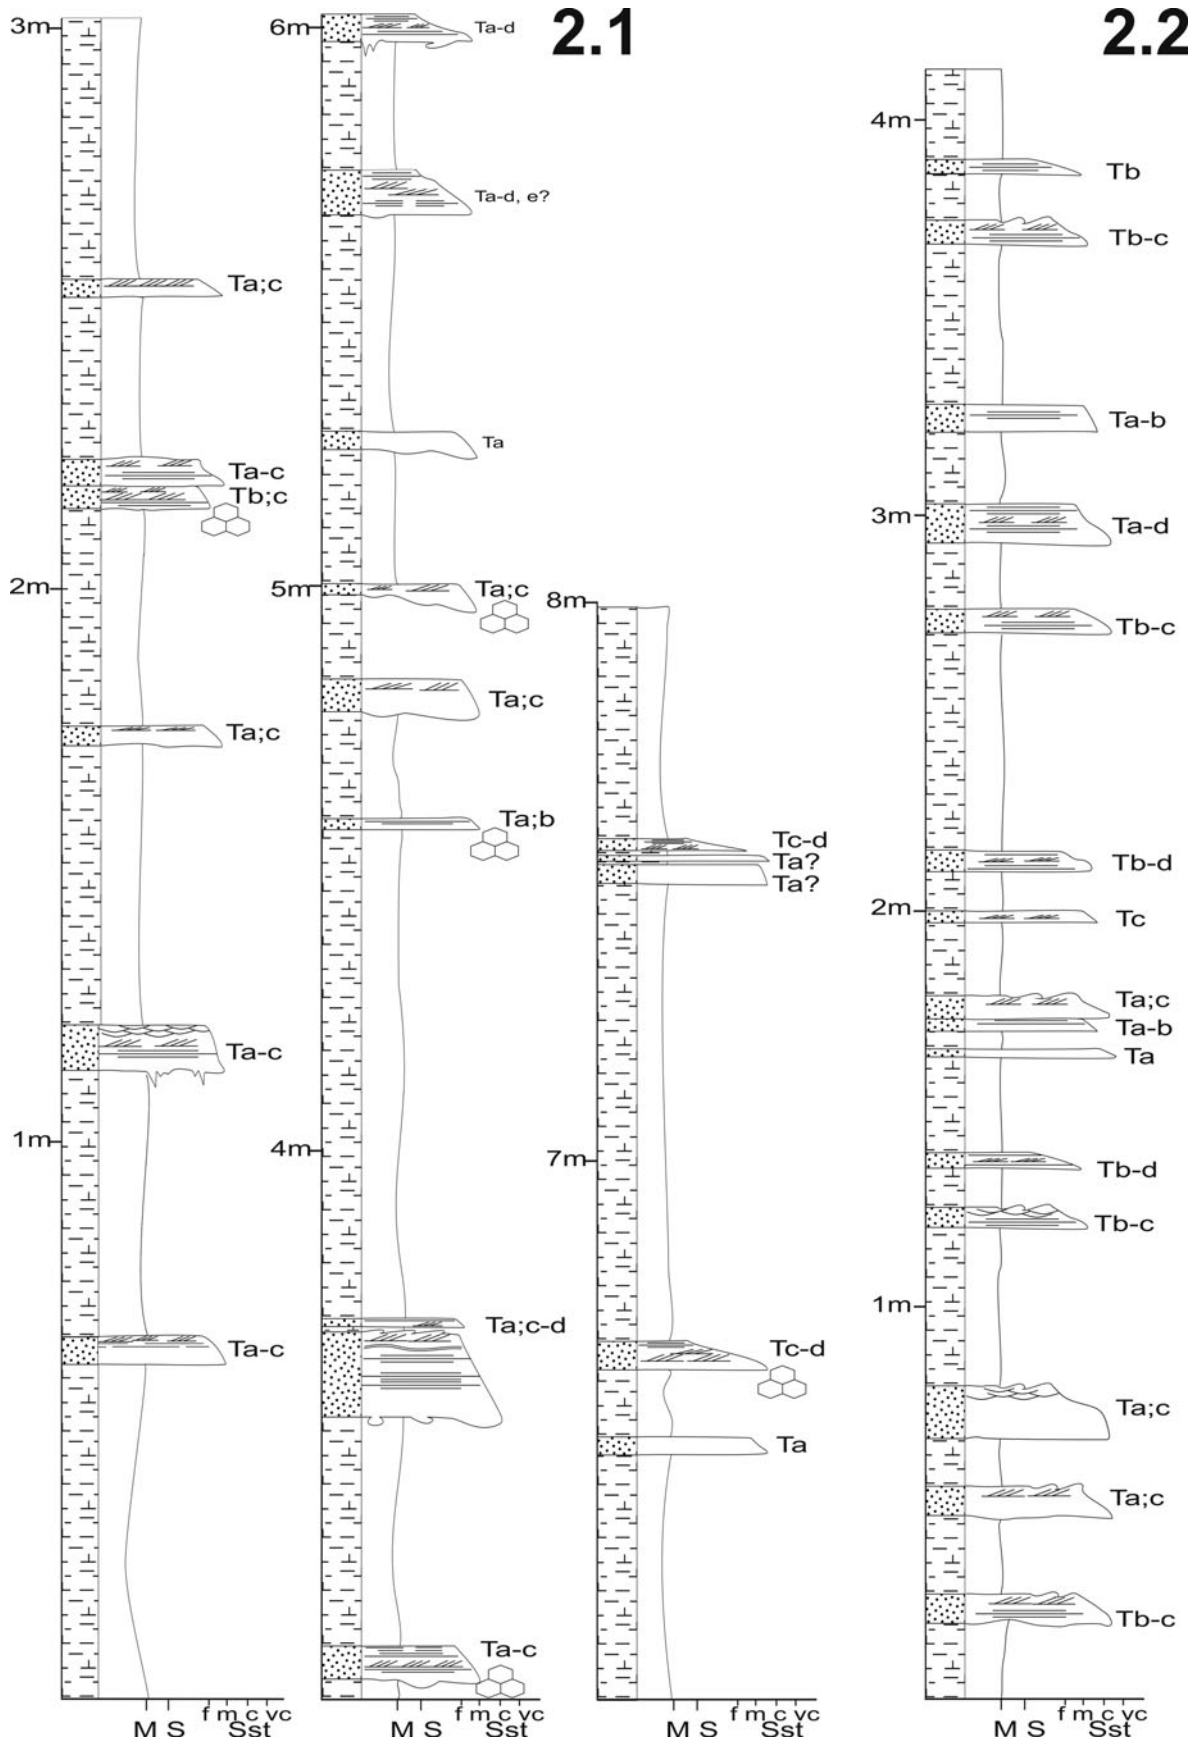 2.1
2.2
3m
Ta;c
Ta-c
Tb;c
2m
Ta;c
Ta-c
1m
Ta-c
M S
f m c vc
Sst
6m
Ta-d
Ta-d, e?
Ta
5m
Ta;c
Ta;c
Ta;b
4m
Ta;c-d
Ta-c
M S
f m c vc
Sst
8m
Tc-d
Ta?
Ta?
7m
Tc-d
Ta
M S
f m c vc
Sst
4m
Tb
Tb-c
Ta-b
3m
Ta-d
Tb-c
Tb-d
2m
Tc
Ta;c
Ta-b
Ta
Tb-d
Tb-c
1m
Ta;c
Ta;c
Tb-c
M S
f m c vc
Sst